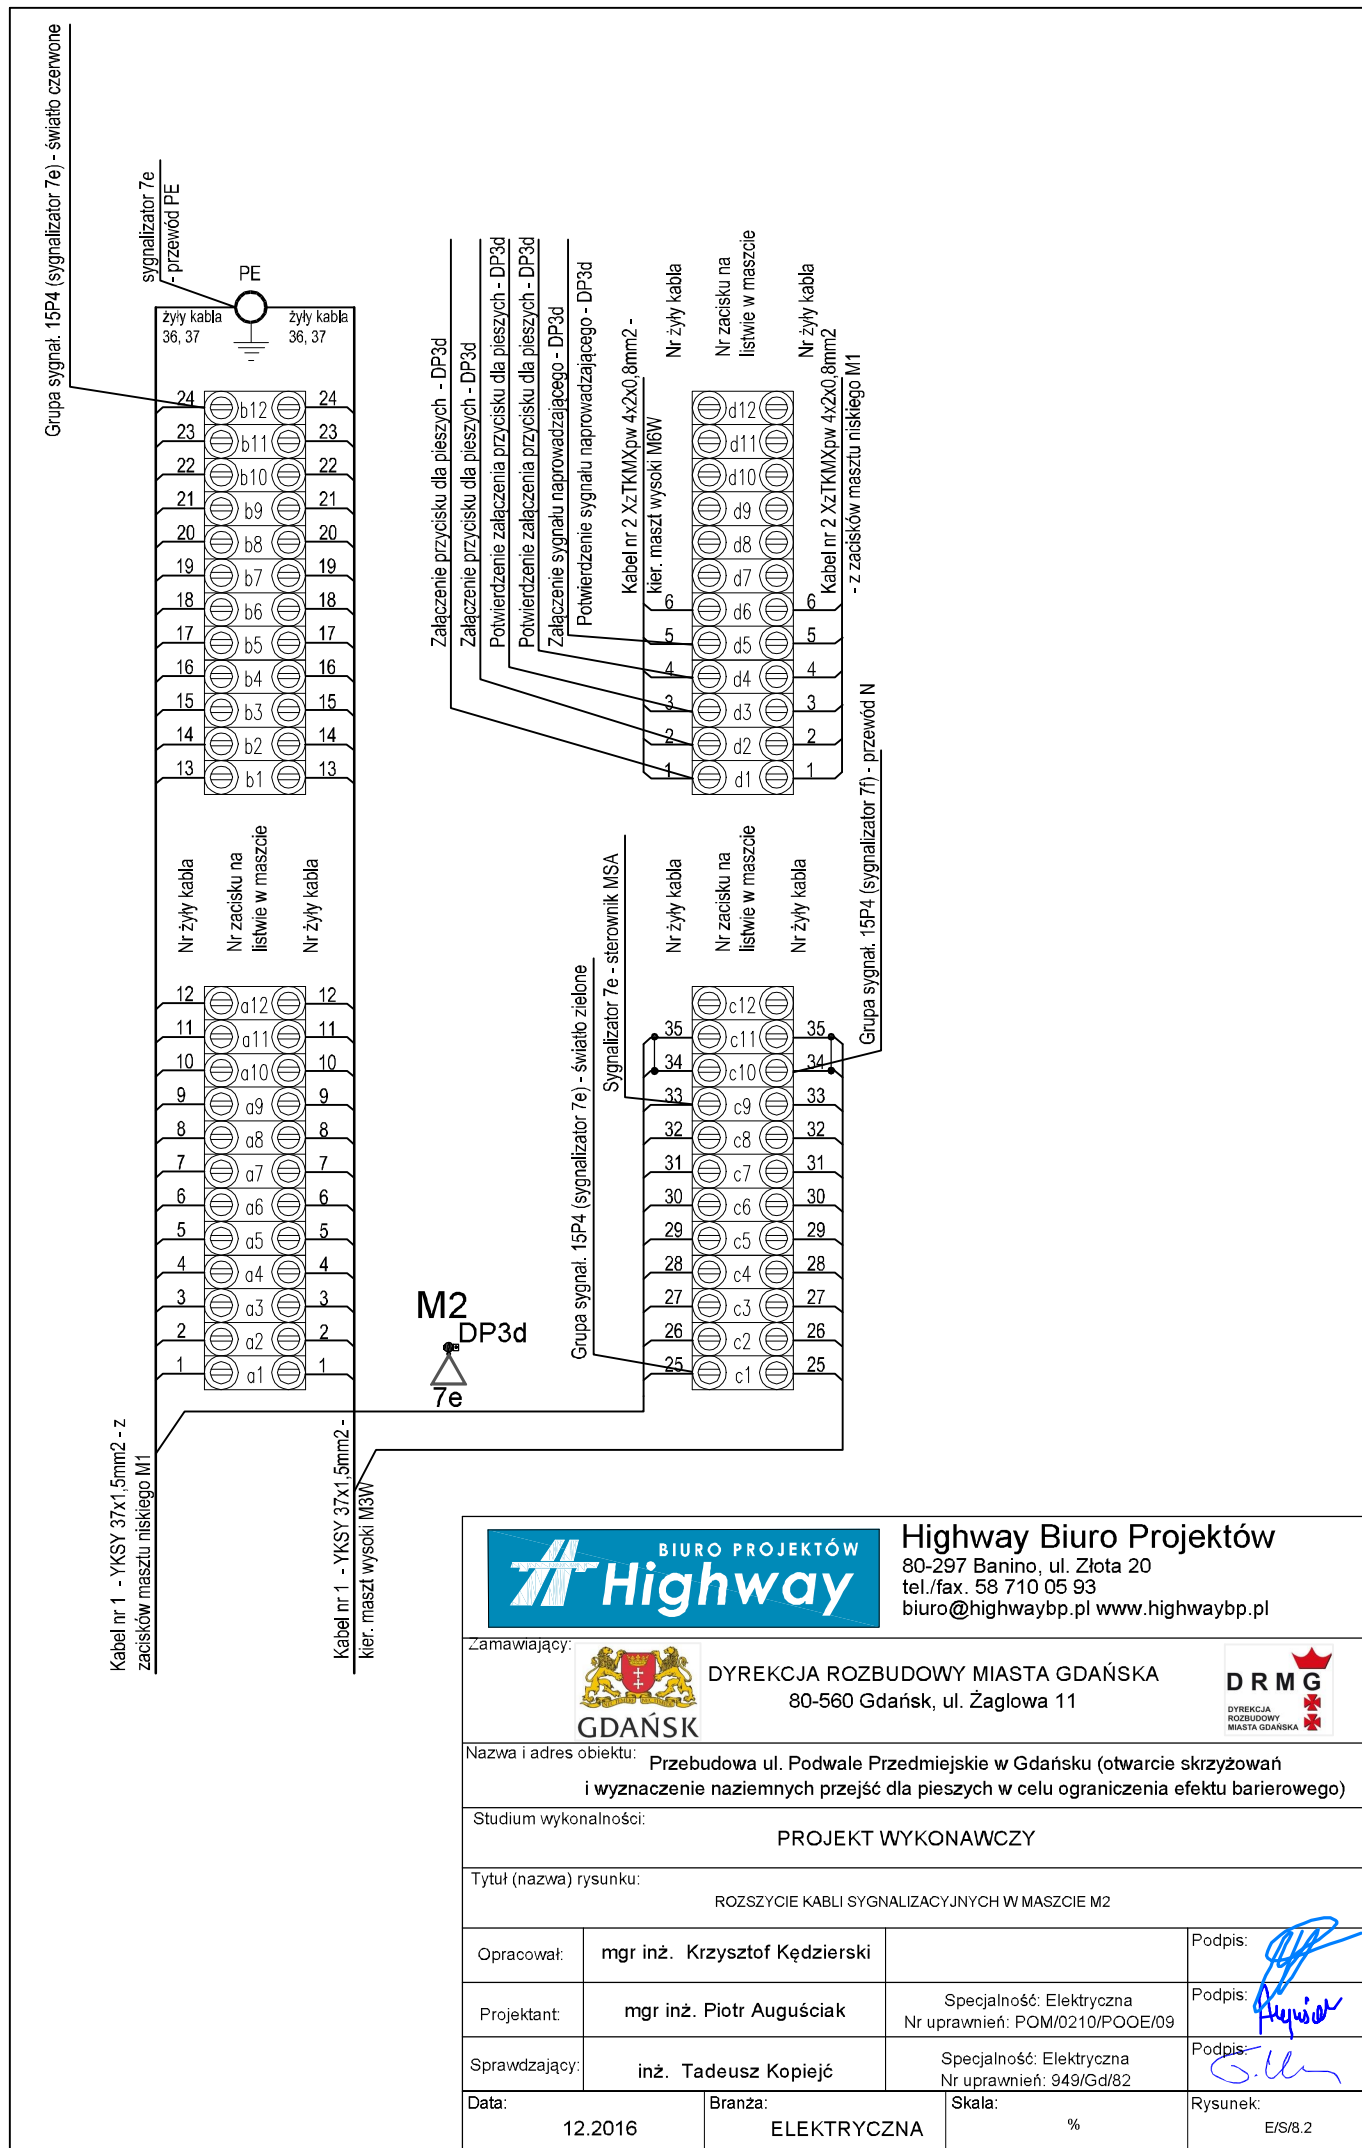 Grupa sygnał. 15P4 (sygnalizator 7e) - światło czerwone
sygnalizator 7e
- przewód PE
PE
żyły kabla
36, 37
żyły kabla
36, 37
24 b12 24
23 b11 23
22 b10 22
21 b9 21
20 b8 20
19 b7 19
18 b6 18
17 b5 17
16 b4 16
15 b3 15
14 b2 14
13 b1 13
Nr żyły kabla
Nr zacisku na
listwie w maszcie
Nr żyły kabla
12 a12 12
11 a11 11
10 a10 10
9 a9 9
8 a8 8
7 a7 7
6 a6 6
5 a5 5
4 a4 4
3 a3 3
2 a2 2
1 a1 1
Kabel nr 1 - YKSY 37x1,5mm2 - z
zacisków masztu niskiego M1
Kabel nr 1 - YKSY 37x1,5mm2 -
kier. maszt wysoki M3W
Załączenie przycisku dla pieszych - DP3d
Załączenie przycisku dla pieszych - DP3d
Potwierdzenie załączenia przycisku dla pieszych - DP3d
Potwierdzenie załączenia przycisku dla pieszych - DP3d
Załączenie sygnału naprowadzającego - DP3d
Potwierdzenie sygnału naprowadzającego - DP3d
Kabel nr 2 XzTKMXpw 4x2x0,8mm2 -
kier. maszt wysoki M6W
Nr żyły kabla
Nr zacisku na
listwie w maszcie
Nr żyły kabla
Kabel nr 2 XzTKMXpw 4x2x0,8mm2
- z zacisków masztu niskiego M1
d12
d11
d10
d9
d8
d7
6 d6 6
5 d5 5
4 d4 4
3 d3 3
2 d2 2
1 d1 1
Grupa sygnał. 15P4 (sygnalizator 7e) - światło zielone
Sygnalizator 7e - sterownik MSA
Nr żyły kabla
Nr zacisku na
listwie w maszcie
Nr żyły kabla
Grupa sygnał. 15P4 (sygnalizator 7f) - przewód N
c12
35 c11 35
34 c10 34
33 c9 33
32 c8 32
31 c7 31
30 c6 30
29 c5 29
28 c4 28
27 c3 27
26 c2 26
25 c1 25
M2
DP3d
7e
BIURO PROJEKTÓW
Highway
Highway Biuro Projektów
80-297 Banino, ul. Złota 20
tel./fax. 58 710 05 93
biuro@highwaybp.pl www.highwaybp.pl
Zamawiający:
GDAŃSK
DYREKCJA ROZBUDOWY MIASTA GDAŃSKA
80-560 Gdańsk, ul. Żaglowa 11
DRMG
DYREKCJA
ROZBUDOWY
MIASTA GDAŃSKA
Nazwa i adres obiektu:
Przebudowa ul. Podwale Przedmiejskie w Gdańsku (otwarcie skrzyżowań
i wyznaczenie naziemnych przejść dla pieszych w celu ograniczenia efektu barierowego)
Studium wykonalności:
PROJEKT WYKONAWCZY
Tytuł (nazwa) rysunku:
ROZSZYCIE KABLI SYGNALIZACYJNYCH W MASZCIE M2
Opracował: mgr inż. Krzysztof Kędzierski Podpis:
Projektant: mgr inż. Piotr Auguściak Specjalność: Elektryczna
Nr uprawnień: POM/0210/POOE/09 Podpis:
Sprawdzający: inż. Tadeusz Kopiejć Specjalność: Elektryczna
Nr uprawnień: 949/Gd/82 Podpis:
Data: 12.2016
Branża: ELEKTRYCZNA
Skala: %
Rysunek: E/S/8.2